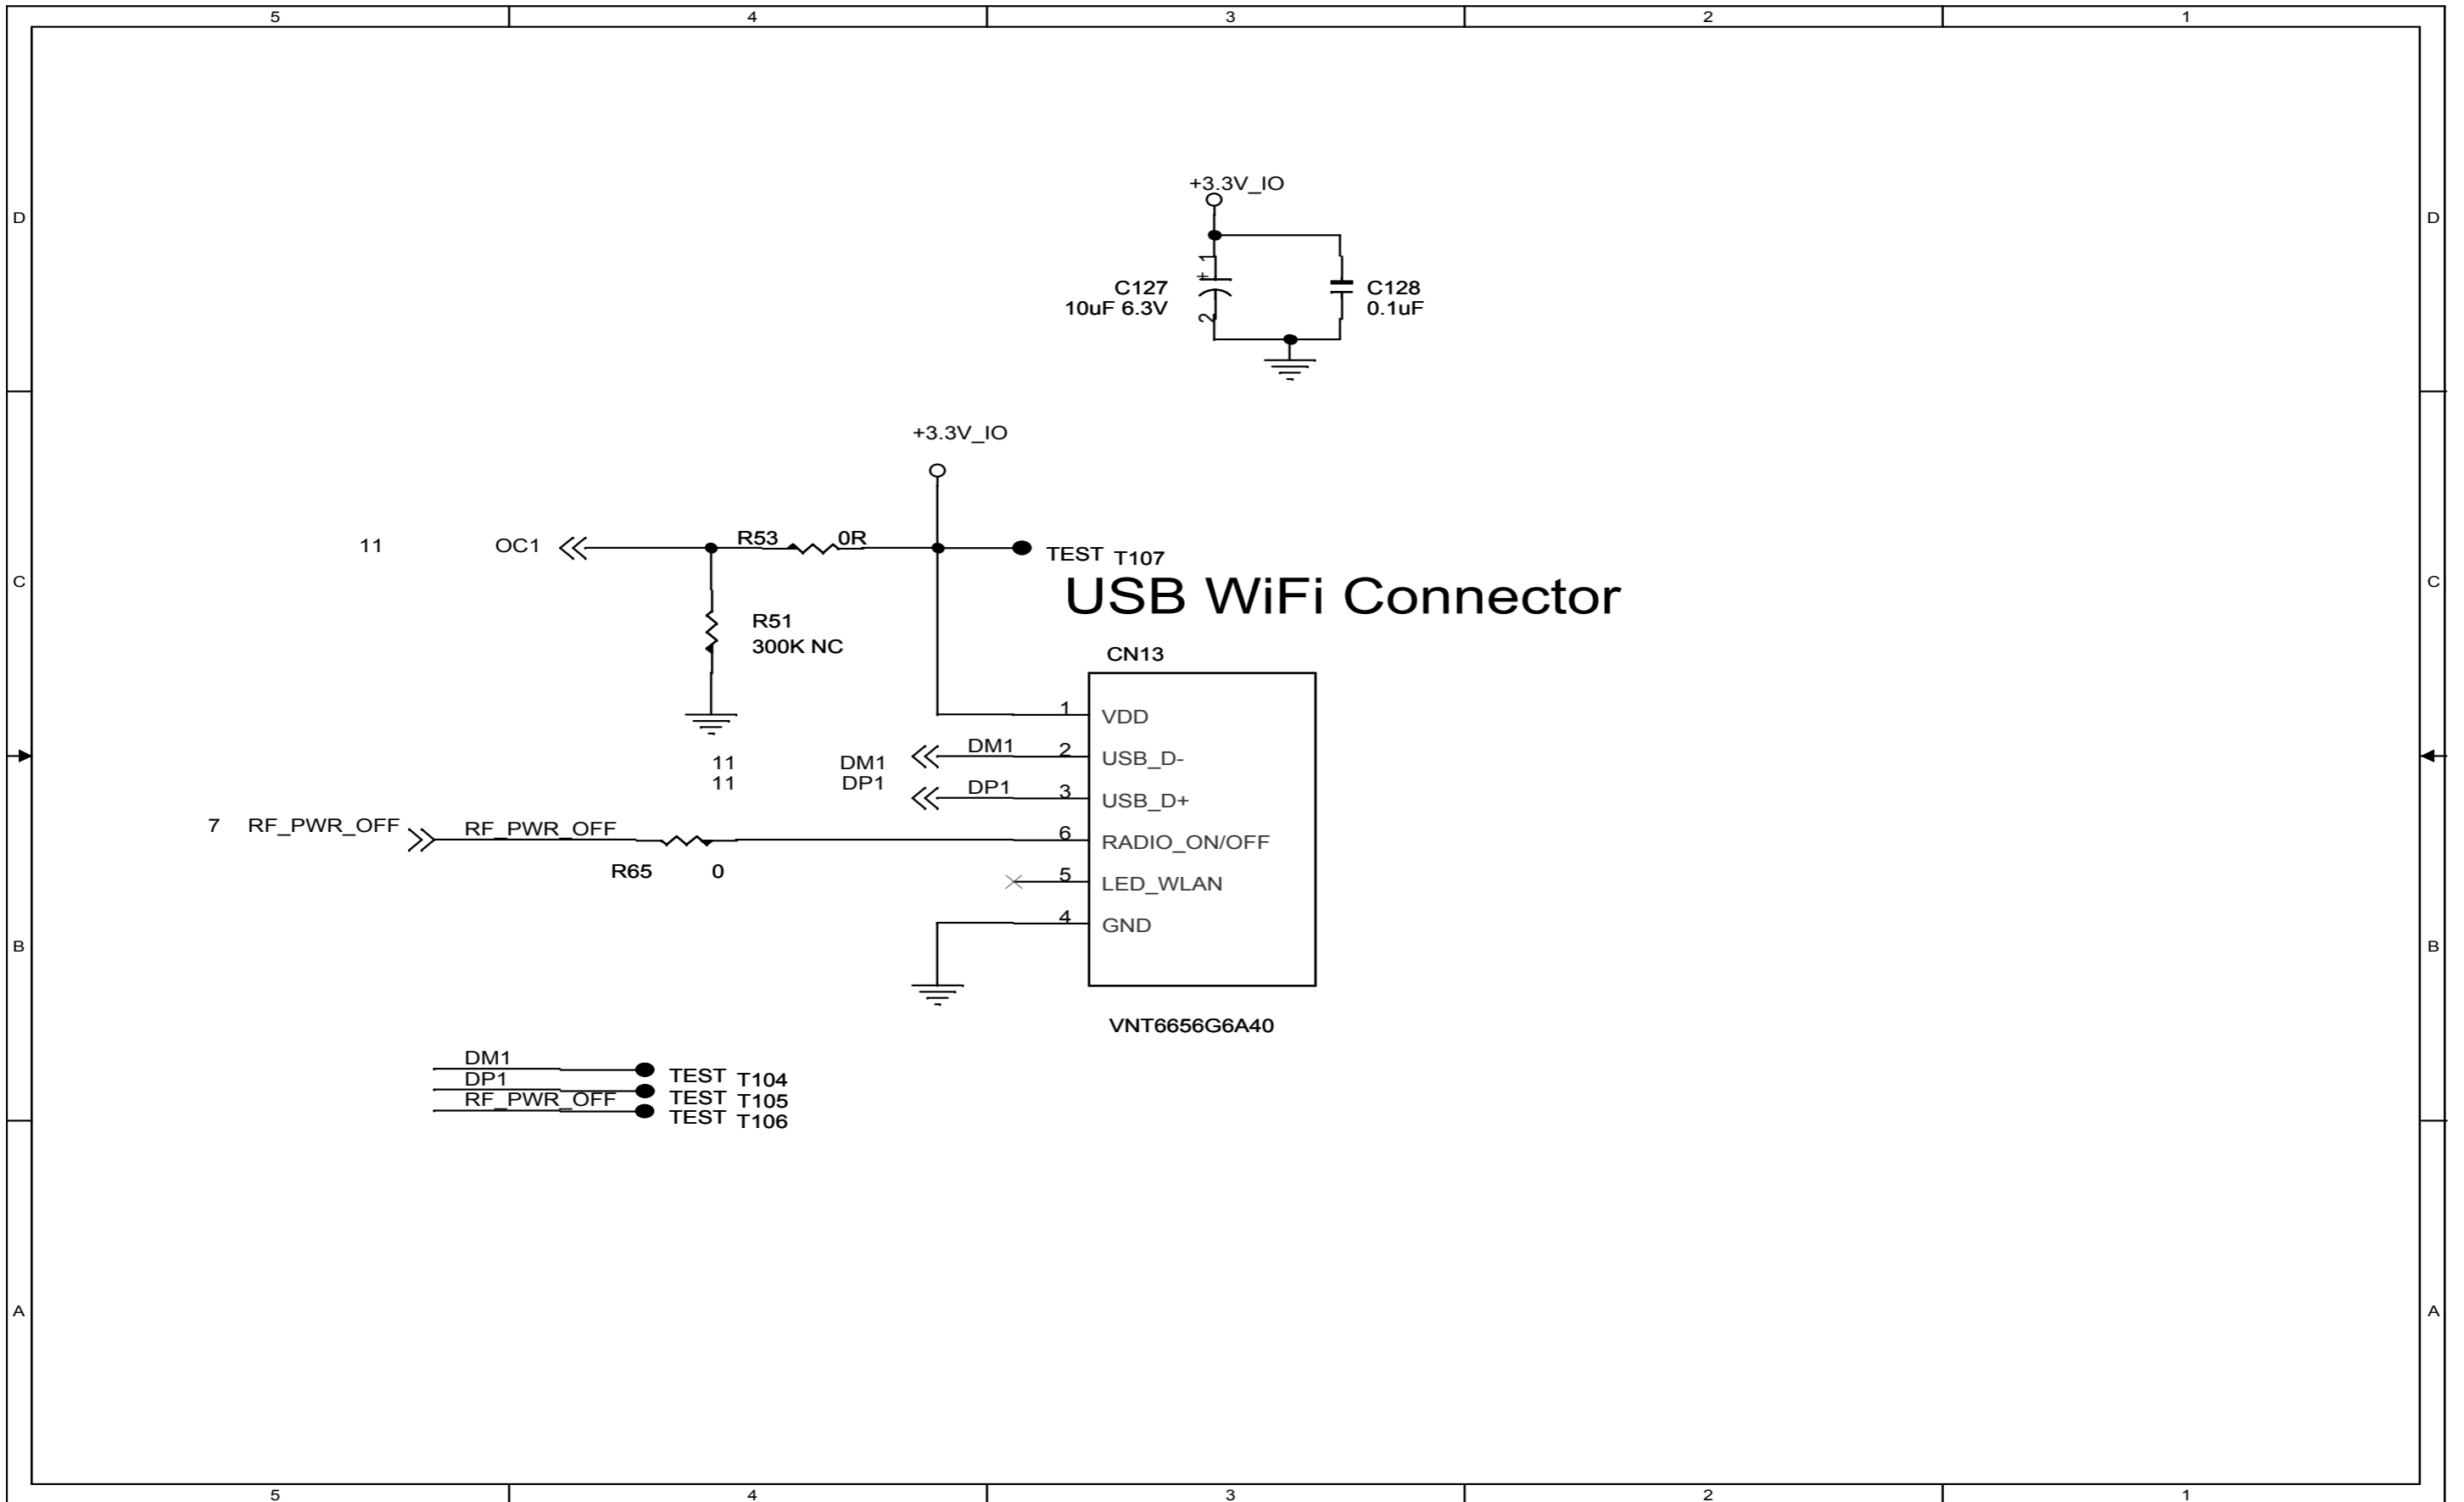 5 4 3 2 1
+3.3V_IO
D D
+ 1
C127
10uF 6.3V
2
C128
0.1uF
+3.3V_IO
11 OC1 R53 0R
TEST T107
C C
USB WiFi Connector
R51
300K NC
CN13
1 VDD
11 DM1 DM1 2 USB_D-
11 DP1 DP1 3 USB_D+
7 RF_PWR_OFF RF_PWR_OFF 6 RADIO_ON/OFF
R65 0
5 LED_WLAN
4 GND
B B
VNT6656G6A40
DM1 TEST T104
DP1 TEST T105
RF_PWR_OFF TEST T106
A A
5 4 3 2 1